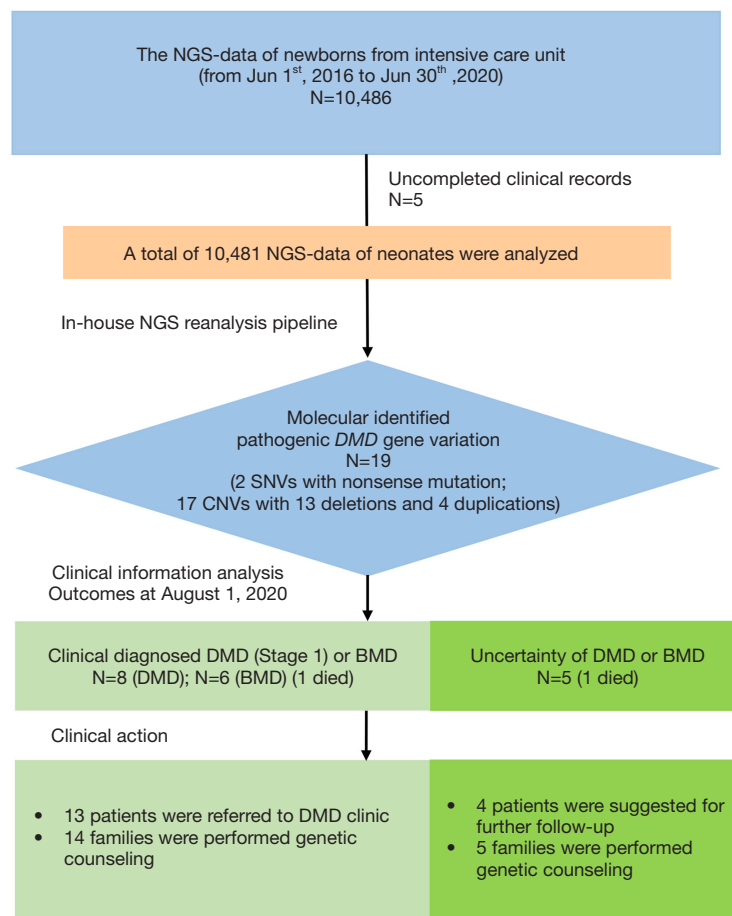 The NGS-data of newborns from intensive care unit
(from Jun 1st, 2016 to Jun 30th ,2020)
N=10,486
Uncompleted clinical records
N=5
A total of 10,481 NGS-data of neonates were analyzed
In-house NGS reanalysis pipeline
Molecular identified
pathogenic DMD gene variation
N=19
(2 SNVs with nonsense mutation;
17 CNVs with 13 deletions and 4 duplications)
Clinical information analysis
Outcomes at August 1, 2020
Clinical diagnosed DMD (Stage 1) or BMD
N=8 (DMD); N=6 (BMD) (1 died)
Uncertainty of DMD or BMD
N=5 (1 died)
Clinical action
• 13 patients were referred to DMD clinic
• 14 families were performed genetic
counseling
• 4 patients were suggested for
further follow-up
• 5 families were performed
genetic counseling